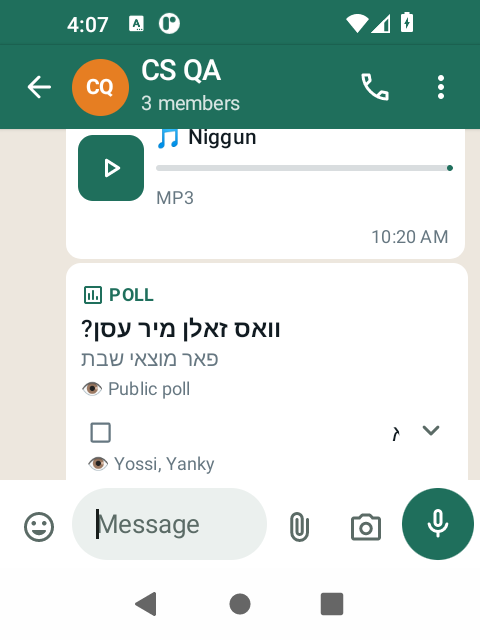 4:07
CS QA
CQ
3 members
🎵 Niggun
MP3
10:20 AM
POLL
וואס זאלן מיר עסן?
פאר מוצאי שבת
👁️ Public poll
👁️ Yossi, Yanky
Message